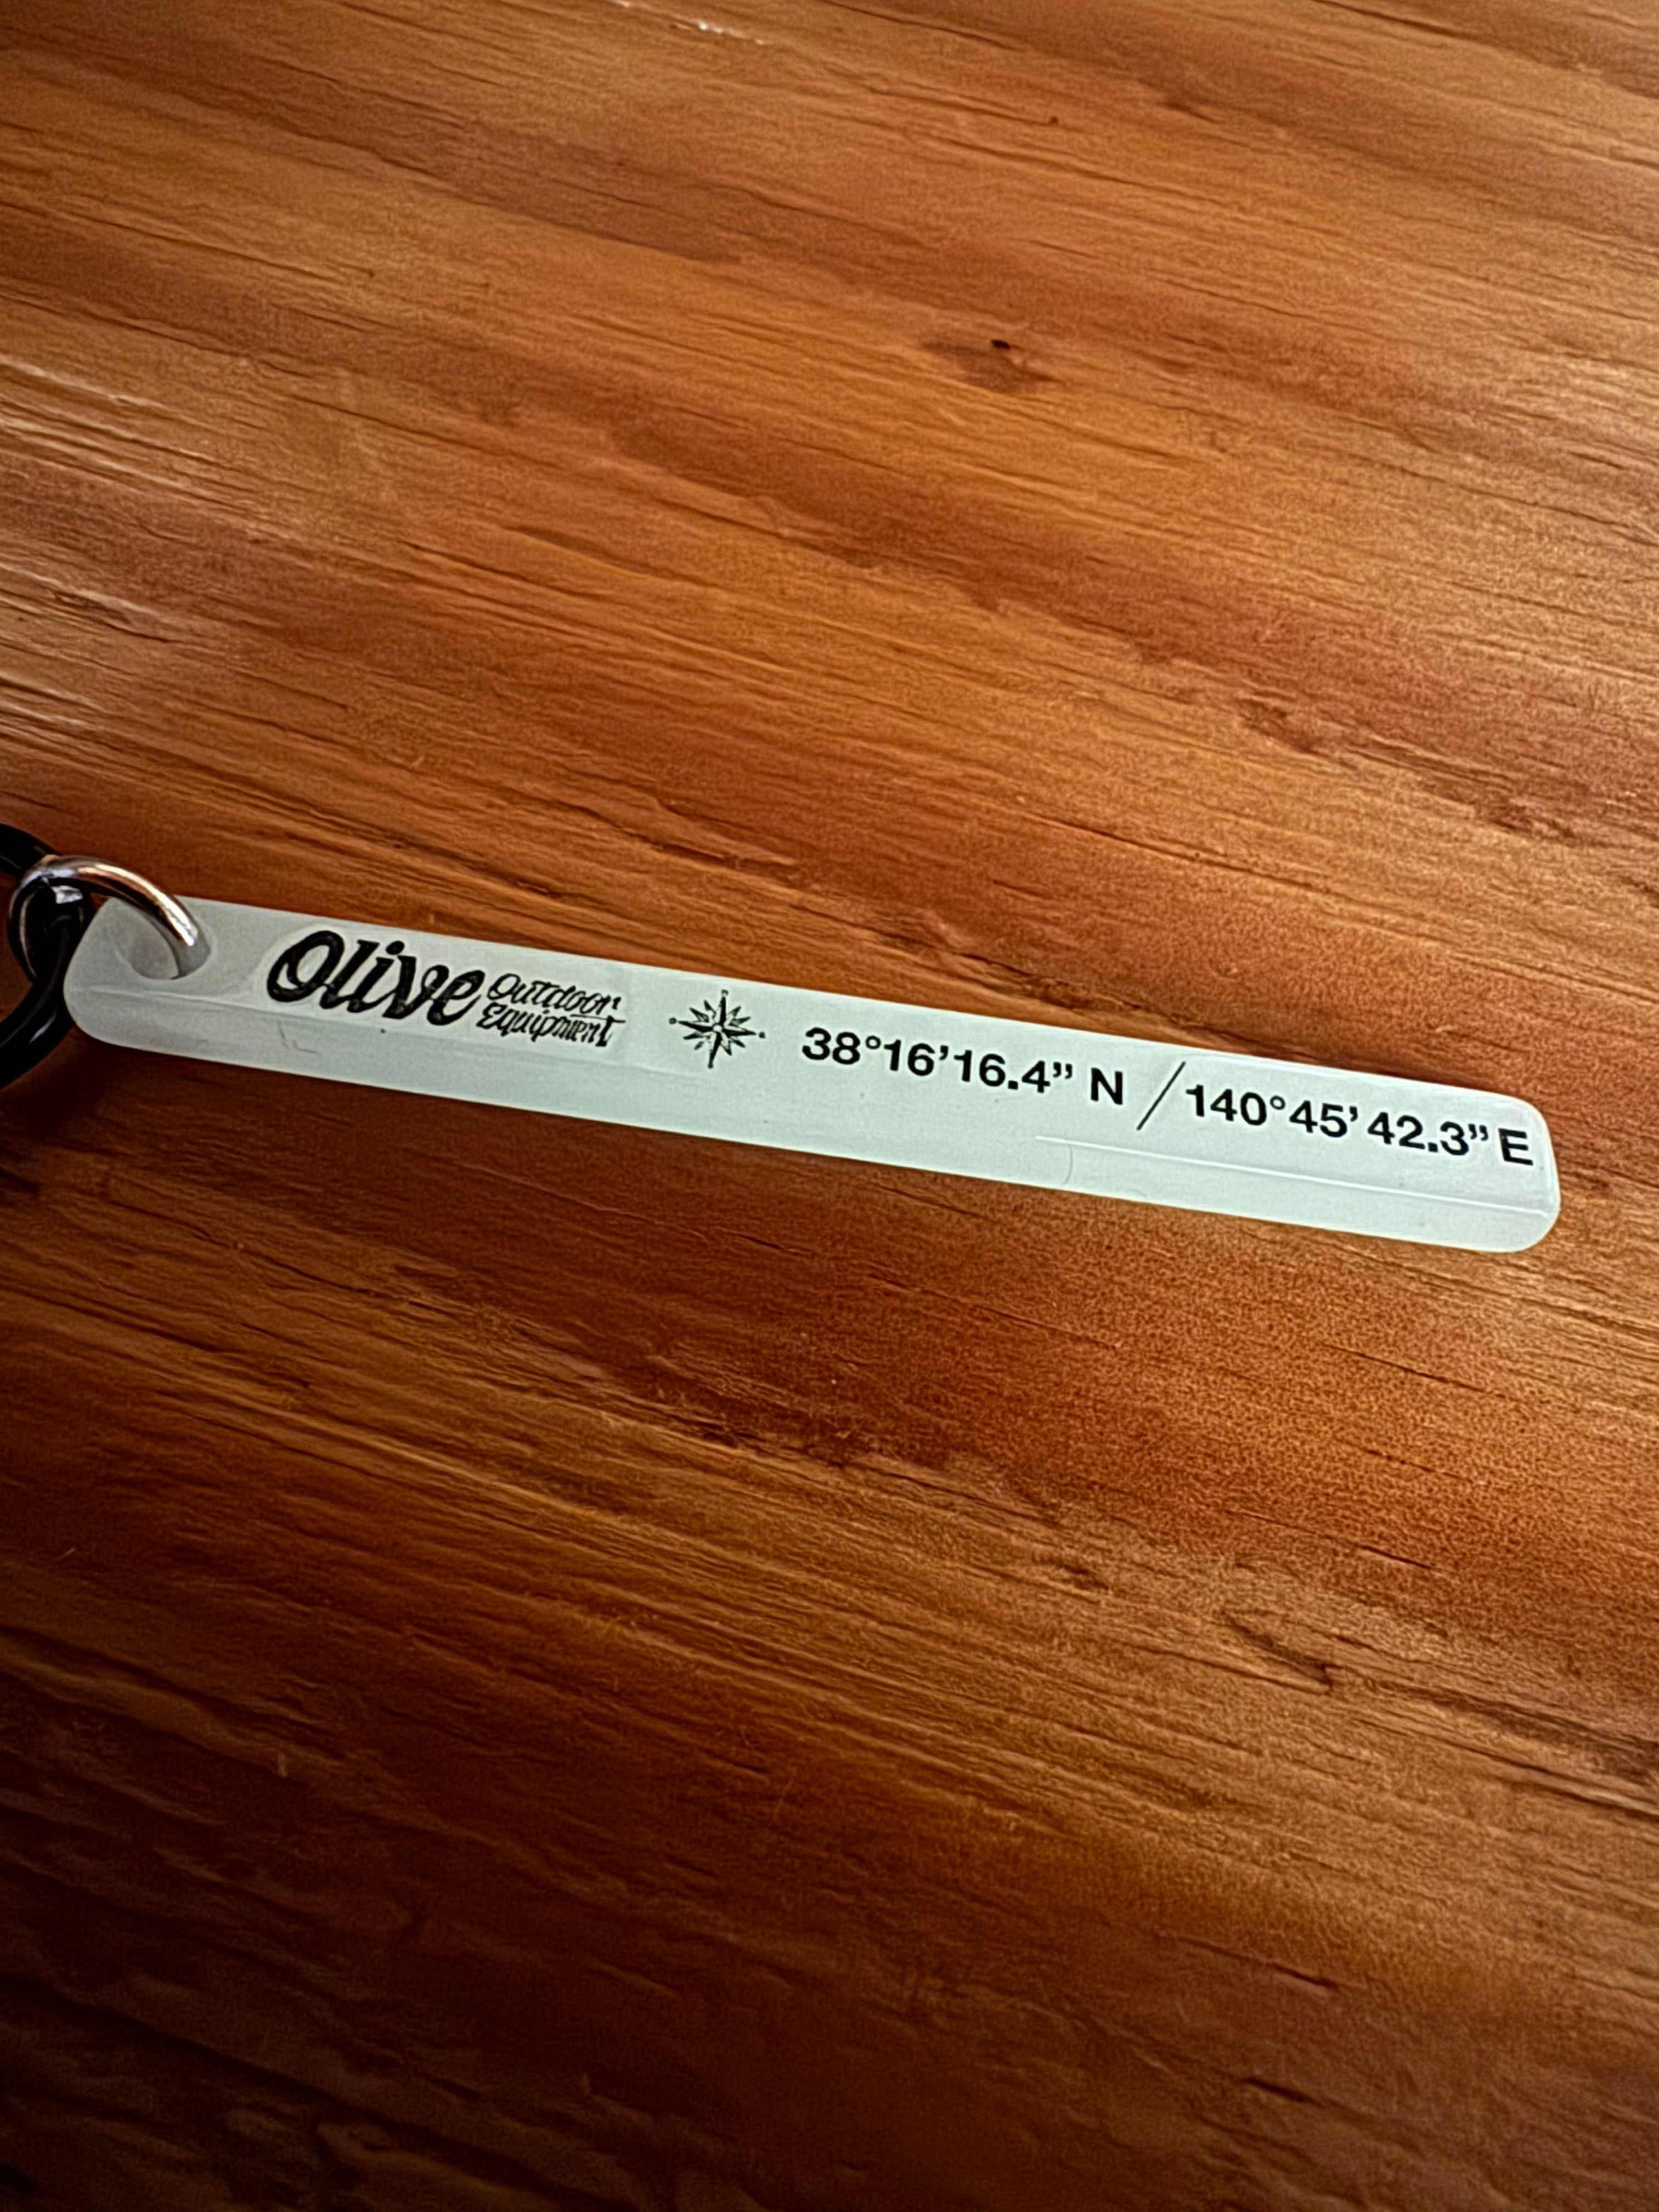 Olive Outdoor Equipment 38°16’16.4” N / 140°45’42.3” E